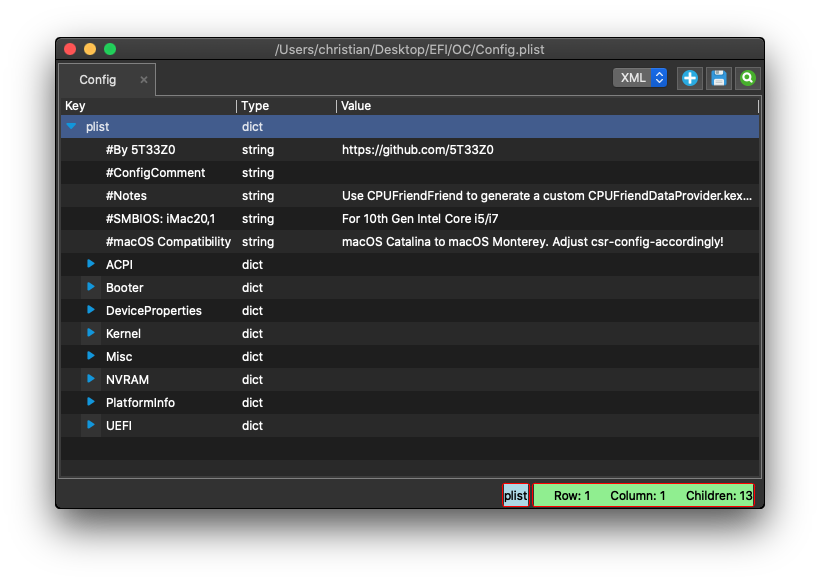 /Users/christian/Desktop/EFI/OC/Config.plist
Config ×
XML
Key Type Value
plist dict
#By 5T33Z0 string https://github.com/5T33Z0
#ConfigComment string
#Notes string Use CPUFriendFriend to generate a custom CPUFriendDataProvider.kex...
#SMBIOS: iMac20,1 string For 10th Gen Intel Core i5/i7
#macOS Compatibility string macOS Catalina to macOS Monterey. Adjust csr-config-accordingly!
ACPI dict
Booter dict
DeviceProperties dict
Kernel dict
Misc dict
NVRAM dict
PlatformInfo dict
UEFI dict
plist Row: 1 Column: 1 Children: 13